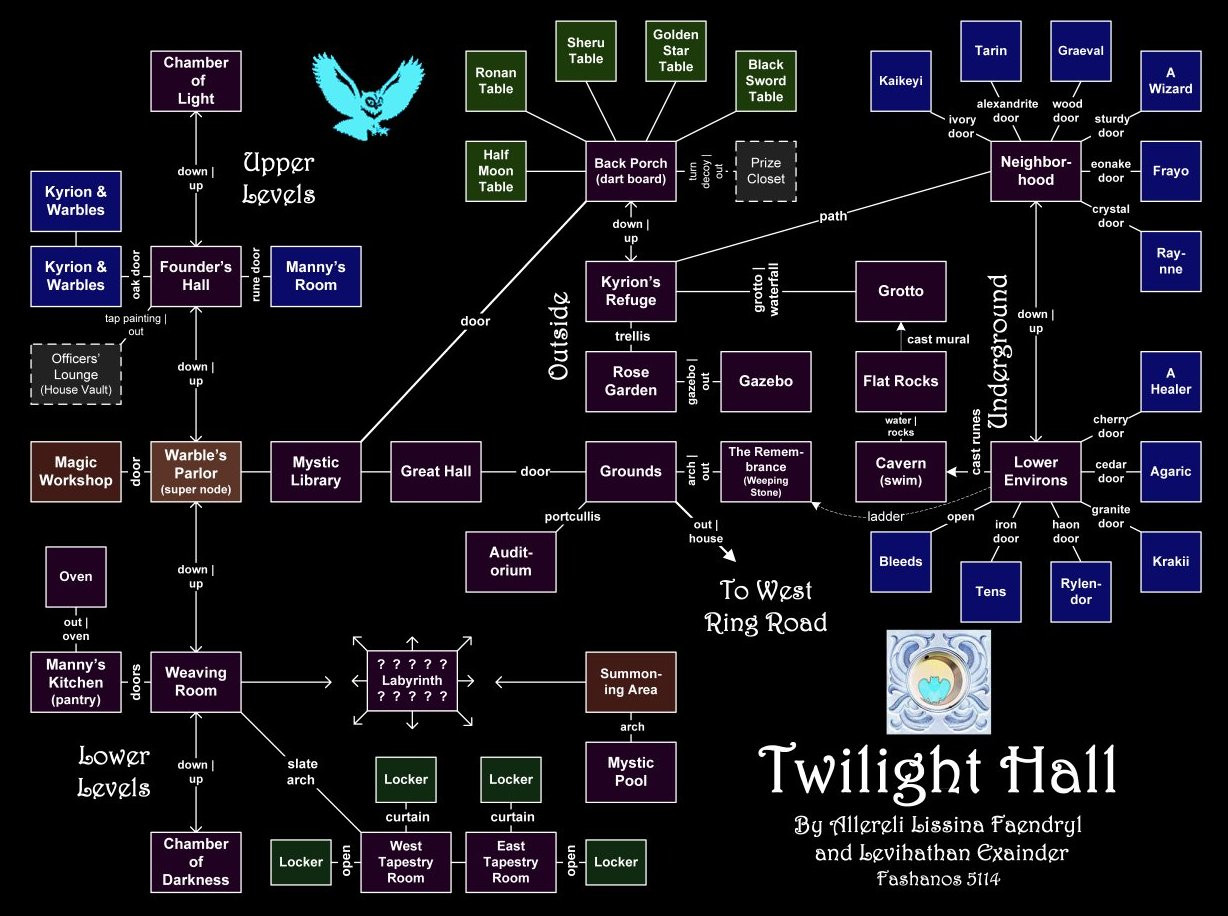 Chamber
of
Light
down |
up
Upper
Levels
Kyrion &
Warbles
Kyrion &
Warbles
oak door
Founder's
Hall
rune door
Manny's
Room
tap painting |
out
Officers'
Lounge
(House Vault)
down |
up
Magic
Workshop
door
Warble's
Parlor
(super node)
Mystic
Library
Great Hall
door
Grounds
arch |
out
The Remem-
brance
(Weeping
Stone)
portcullis
Audit-
orium
out |
house
To West
Ring Road
door
Ronan
Table
Sheru
Table
Golden
Star
Table
Black
Sword
Table
Half
Moon
Table
Back Porch
(dart board)
turn
decoy |
out
Prize
Closet
down |
up
Outside
Kyrion's
Refuge
path
grotto |
waterfall
Grotto
trellis
Rose
Garden
gazebo |
out
Gazebo
cast mural
Flat Rocks
water |
rocks
Cavern
(swim)
cast runes
Underground
Kaikeyi
Tarin
Graeval
A
Wizard
ivory
door
alexandrite
door
wood
door
sturdy
door
Neighbor-
hood
eonake
door
Frayo
crystal
door
Ray-
nne
down |
up
Lower
Environs
A
Healer
cherry
door
cedar
door
Agaric
granite
door
Krakii
ladder
open
iron
door
haon
door
Bleeds
Tens
Rylen-
dor
down |
up
Oven
out |
oven
Manny's
Kitchen
(pantry)
doors
Weaving
Room
? ? ? ? ?
Labyrinth
? ? ? ? ?
Summon-
ing Area
arch
Mystic
Pool
Lower
Levels
down |
up
slate
arch
Chamber
of
Darkness
Locker
curtain
Locker
curtain
Locker
open
West
Tapestry
Room
East
Tapestry
Room
open
Locker
Twilight Hall
By Allereli Lissina Faendryl
and Levihathan Exainder
Fashanos 5114